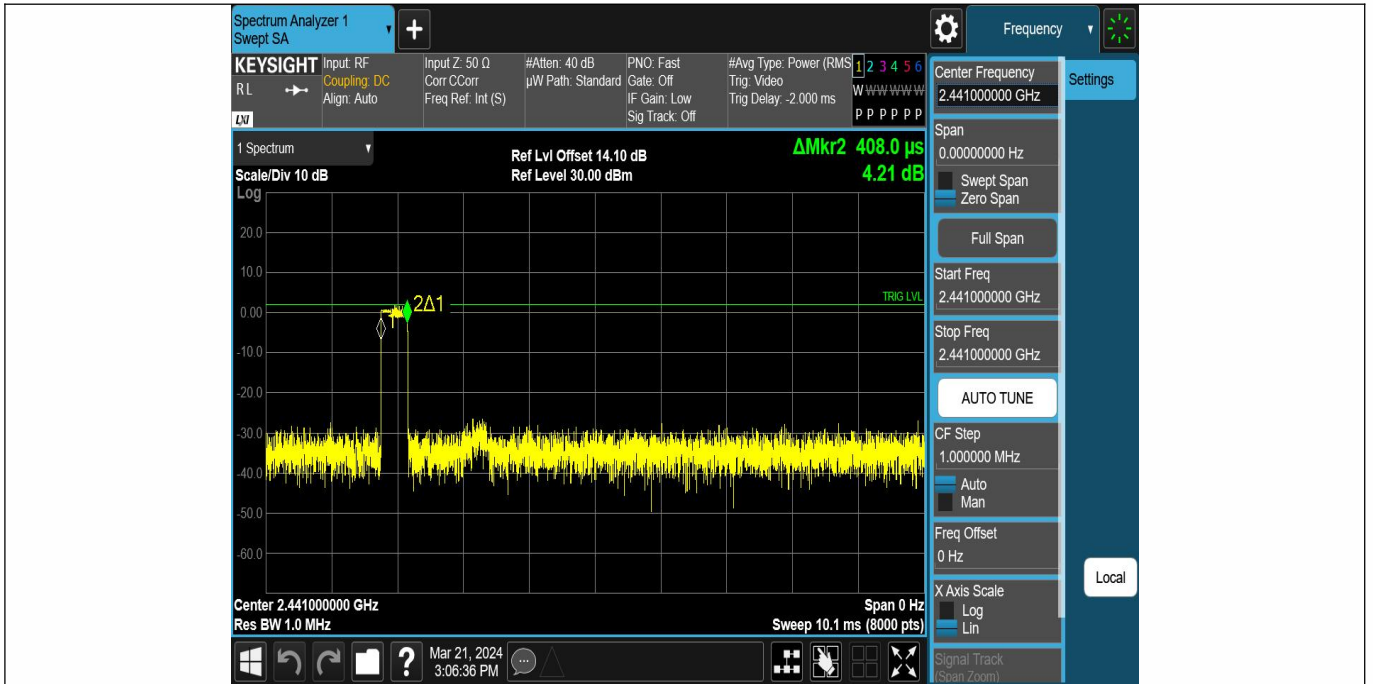 Spectrum Analyzer 1
Swept SA
+
Frequency
KEYSIGHT
RL
LXI
Input: RF
Coupling: DC
Align: Auto
Input Z: 50 Ω
Corr CCorr
Freq Ref: Int (S)
#Atten: 40 dB
µW Path: Standard
PNO: Fast
Gate: Off
IF Gain: Low
Sig Track: Off
#Avg Type: Power (RMS
Trig: Video
Trig Delay: -2.000 ms
1 2 3 4 5 6
W W W W W W
P P P P P P
1 Spectrum
Scale/Div 10 dB
Ref Lvl Offset 14.10 dB
Ref Level 30.00 dBm
ΔMkr2 408.0 µs
4.21 dB
Log
20.0
10.0
0.00
-10.0
-20.0
-30.0
-40.0
-50.0
-60.0
2Δ1
TRIG LVL
Center 2.441000000 GHz
Span 0 Hz
Res BW 1.0 MHz
Sweep 10.1 ms (8000 pts)
Center Frequency
2.441000000 GHz
Settings
Span
0.00000000 Hz
Swept Span
Zero Span
Full Span
Start Freq
2.441000000 GHz
Stop Freq
2.441000000 GHz
AUTO TUNE
CF Step
1.000000 MHz
Auto
Man
Freq Offset
0 Hz
X Axis Scale
Log
Lin
Signal Track
(Span Zoom)
Local
?
Mar 21, 2024
3:06:36 PM